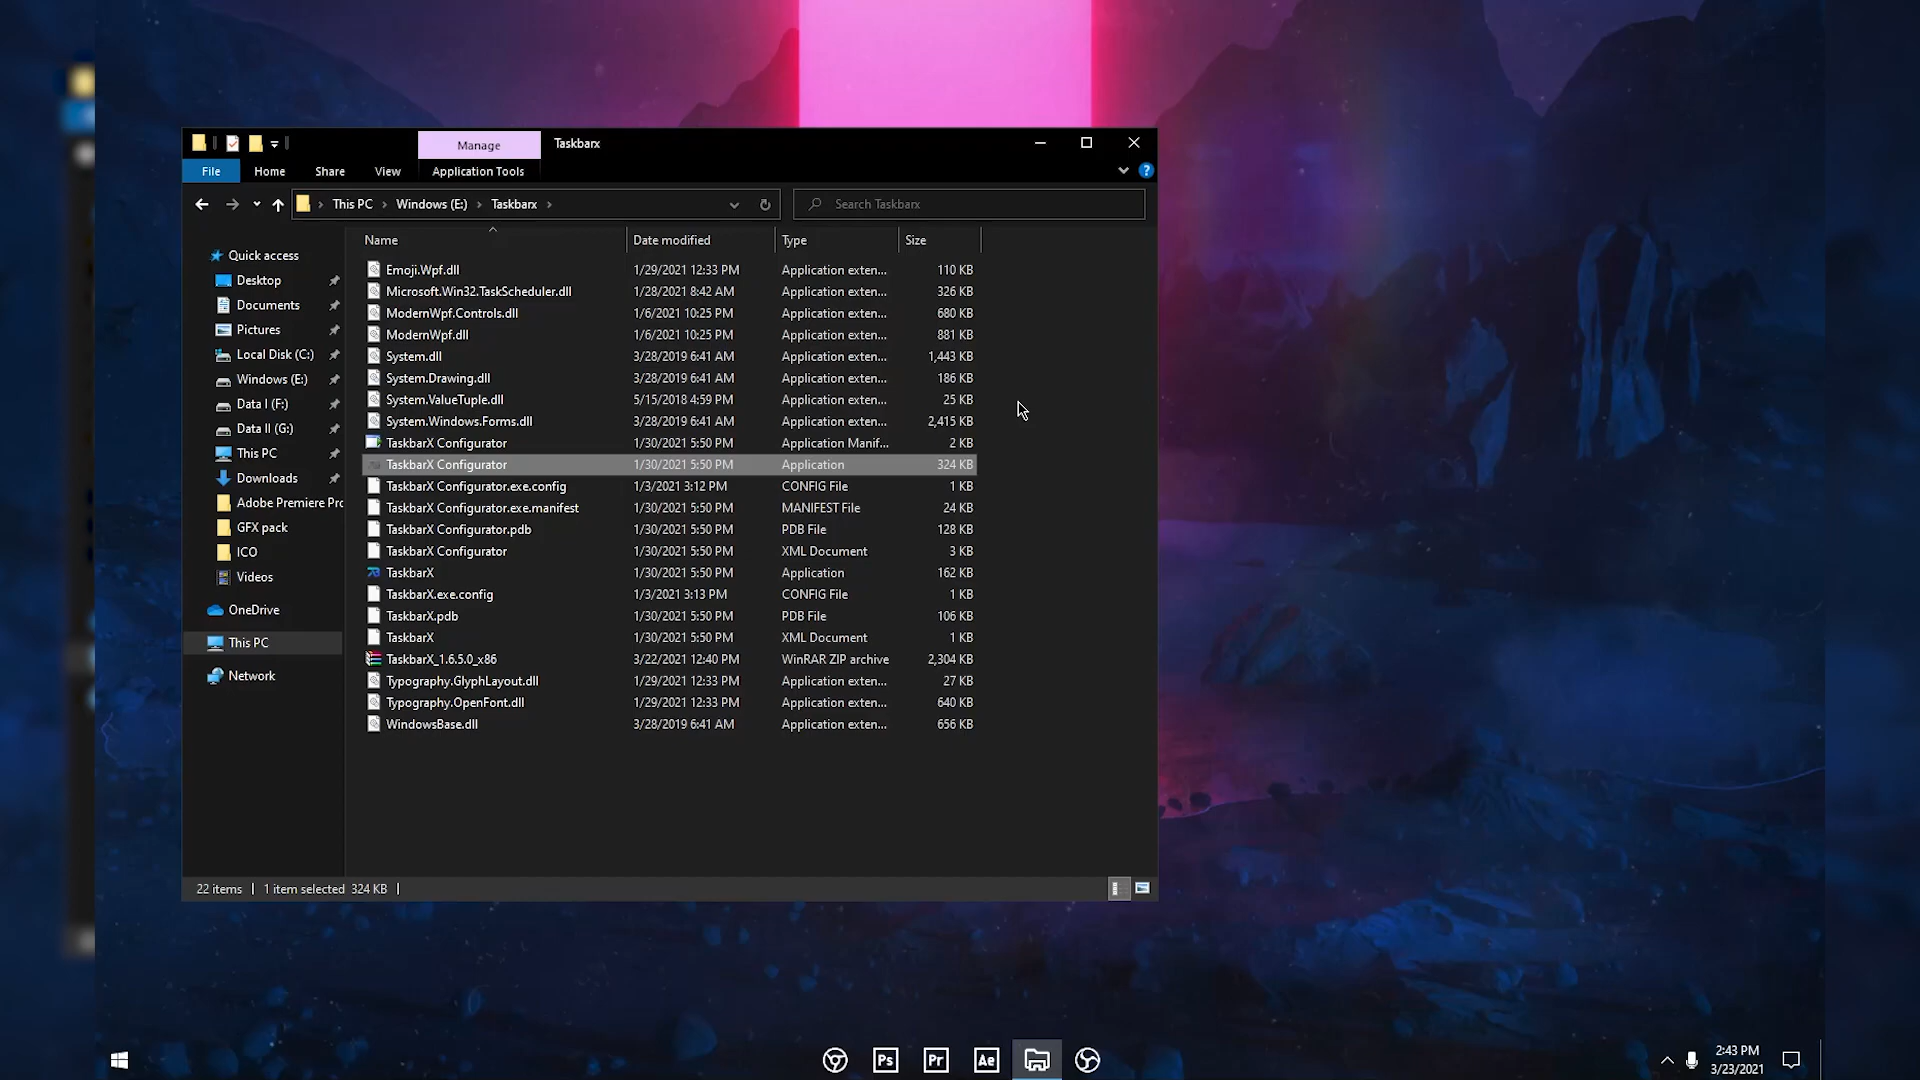 Manage
Taskbarx
File
Home
Share
View
Application Tools
This PC
Windows (E:)
Taskbarx
Search Taskbarx
Name
Date modified
Type
Size
Quick access
Desktop
Documents
Pictures
Local Disk (C:)
Windows (E:)
Data I (F:)
Data II (G:)
This PC
Downloads
Adobe Premiere Prc
GFX pack
ICO
Videos
OneDrive
This PC
Network
Emoji.Wpf.dll 1/29/2021 12:33 PM Application exten... 110 KB
Microsoft.Win32.TaskScheduler.dll 1/28/2021 8:42 AM Application exten... 326 KB
ModernWpf.Controls.dll 1/6/2021 10:25 PM Application exten... 680 KB
ModernWpf.dll 1/6/2021 10:25 PM Application exten... 881 KB
System.dll 3/28/2019 6:41 AM Application exten... 1,443 KB
System.Drawing.dll 3/28/2019 6:41 AM Application exten... 186 KB
System.ValueTuple.dll 5/15/2018 4:59 PM Application exten... 25 KB
System.Windows.Forms.dll 3/28/2019 6:41 AM Application exten... 2,415 KB
TaskbarX Configurator 1/30/2021 5:50 PM Application Manif... 2 KB
TaskbarX Configurator 1/30/2021 5:50 PM Application 324 KB
TaskbarX Configurator.exe.config 1/3/2021 3:12 PM CONFIG File 1 KB
TaskbarX Configurator.exe.manifest 1/30/2021 5:50 PM MANIFEST File 24 KB
TaskbarX Configurator.pdb 1/30/2021 5:50 PM PDB File 128 KB
TaskbarX Configurator 1/30/2021 5:50 PM XML Document 3 KB
TaskbarX 1/30/2021 5:50 PM Application 162 KB
TaskbarX.exe.config 1/3/2021 3:13 PM CONFIG File 1 KB
TaskbarX.pdb 1/30/2021 5:50 PM PDB File 106 KB
TaskbarX 1/30/2021 5:50 PM XML Document 1 KB
TaskbarX_1.6.5.0_x86 3/22/2021 12:40 PM WinRAR ZIP archive 2,304 KB
Typography.GlyphLayout.dll 1/29/2021 12:33 PM Application exten... 27 KB
Typography.OpenFont.dll 1/29/2021 12:33 PM Application exten... 640 KB
WindowsBase.dll 3/28/2019 6:41 AM Application exten... 656 KB
22 items
1 item selected 324 KB
Ps
Pr
Ae
2:43 PM
3/23/2021